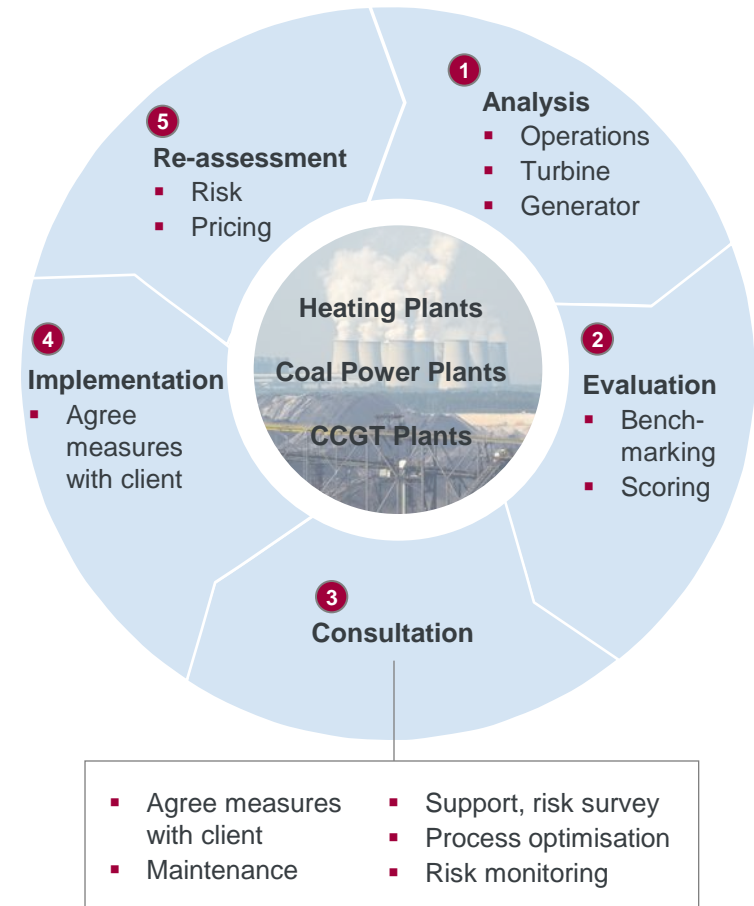 1
Analysis
Operations
Turbine
Generator
2
Evaluation
Bench-
marking
Scoring
3
Consultation
Agree measures
with client
Maintenance
Support, risk survey
Process optimisation
Risk monitoring
4
Implementation
Agree
measures
with client
5
Re-assessment
Risk
Pricing
Heating Plants
Coal Power Plants
CCGT Plants